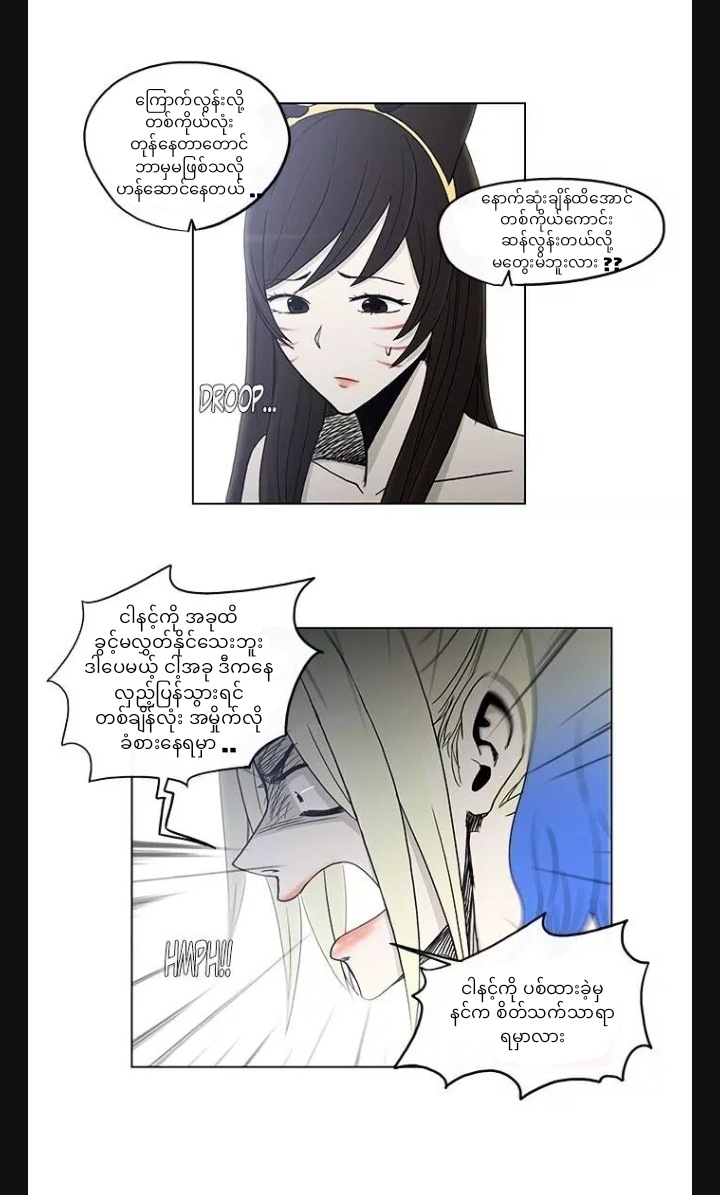 ကြောက်လွန်းလို့
တစ်ကိုယ်လုံး
တုန်နေတာတောင်
ဘာမှမဖြစ်သလို
ဟန်ဆောင်နေတယ် ..
နောက်ဆုံးချိန်ထိအောင်
တစ်ကိုယ်ကောင်း
ဆန်လွန်းတယ်လို့
မတွေးမိဘူးလား ??
DROOP...
ငါနင့်ကို အခုထိ
ခွင့်မလွှတ်နိုင်သေးဘူး
ဒါပေမယ့် ငါ့အခု ဒီကနေ
လှည့်ပြန်သွားရင်
တစ်ချိန်လုံး အမှိုက်လို
ခံစားနေရမှာ ..
HMPH!!
ငါနင့်ကို ပစ်ထားခဲ့မှ
နင်က စိတ်သက်သာရာ
ရမှာလား